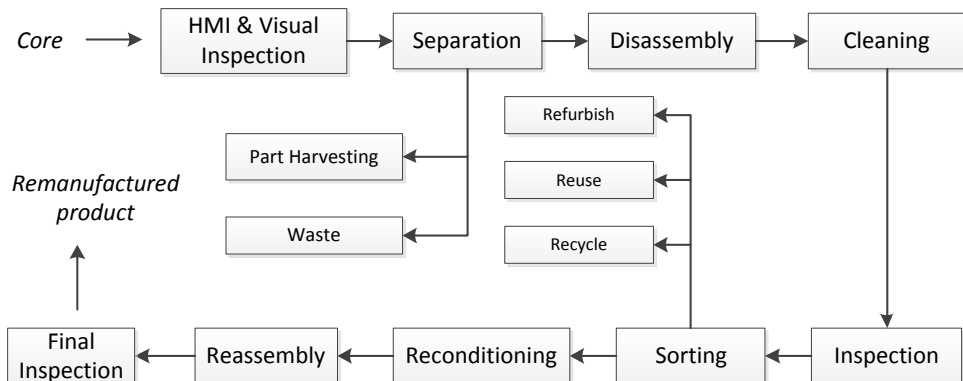 Core
HMI & Visual
Inspection
Separation
Disassembly
Cleaning
Refurbish
Part Harvesting
Reuse
Remanufactured
product
Waste
Recycle
Final
Inspection
Reassembly
Reconditioning
Sorting
Inspection